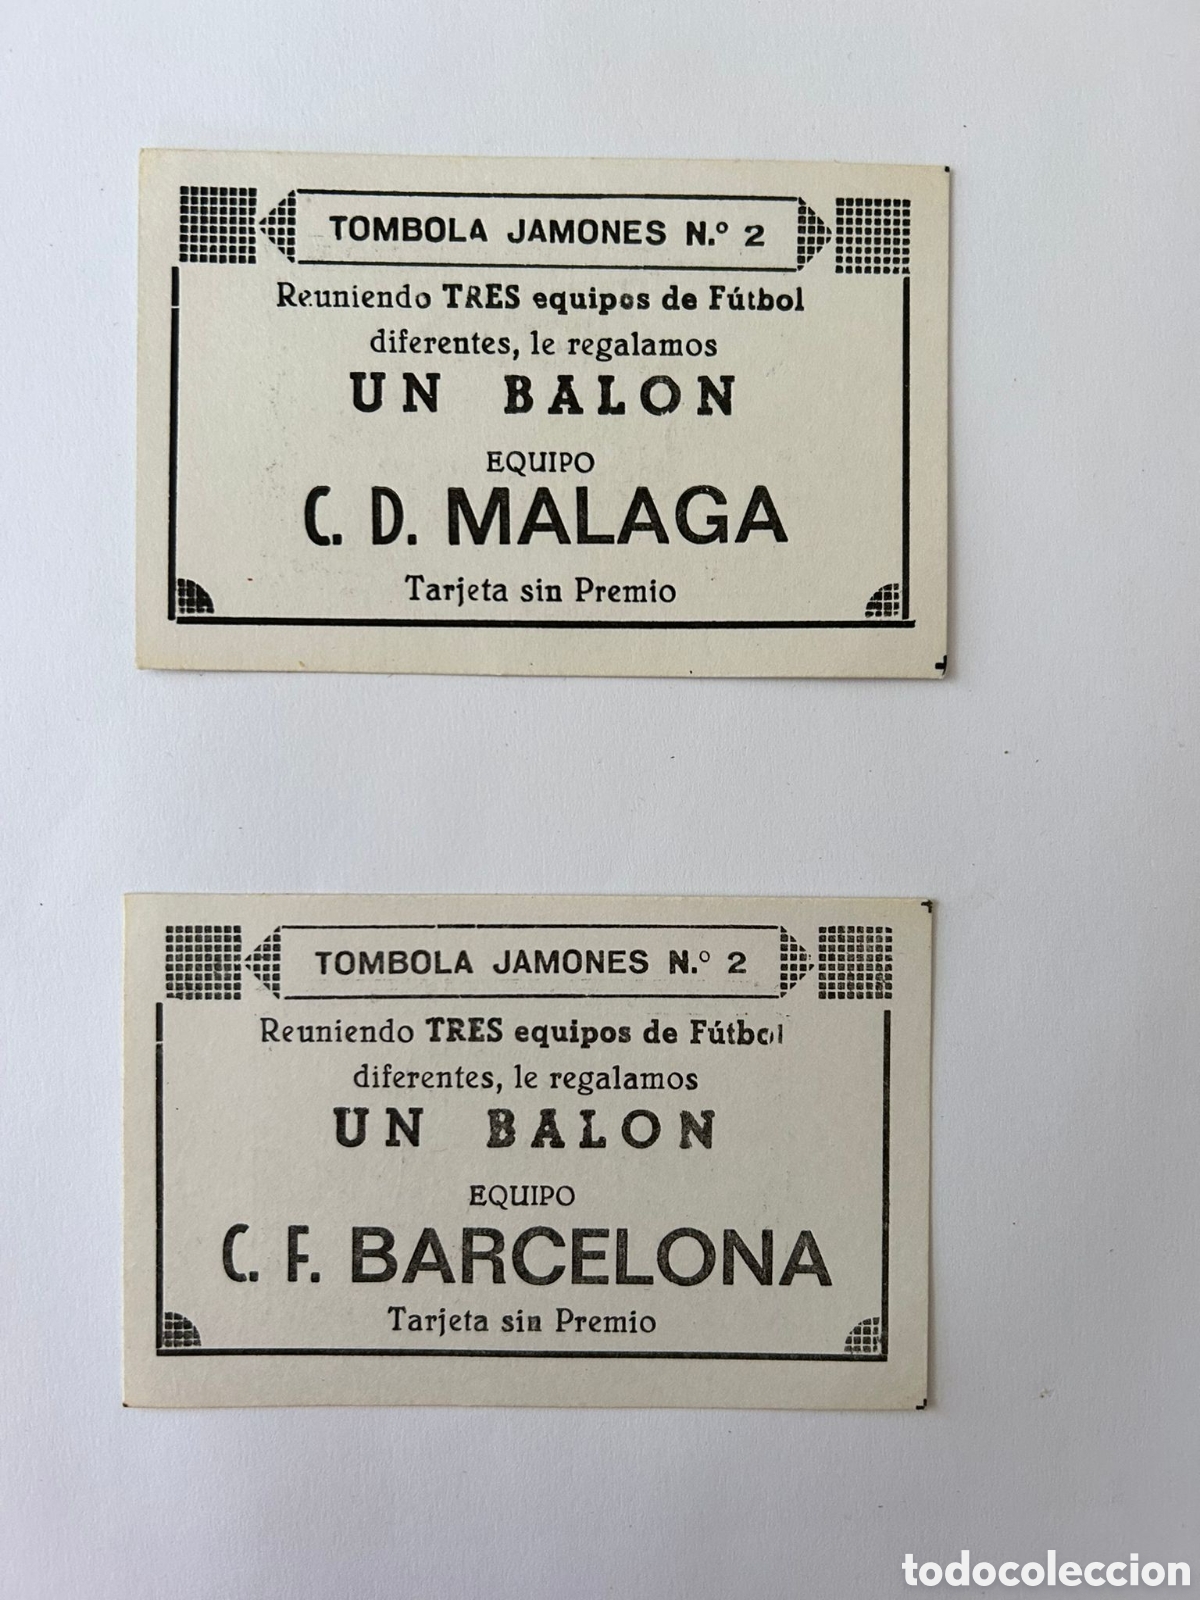 TOMBOLA JAMONES N.º 2
Reuniendo TRES equipos de Fútbol
diferentes, le regalamos
UN BALON
EQUIPO
C. D. MALAGA
Tarjeta sin Premio
TOMBOLA JAMONES N.º 2
Reuniendo TRES equipos de Fútbol
diferentes, le regalamos
UN BALON
EQUIPO
C. F. BARCELONA
Tarjeta sin Premio
todocoleccion